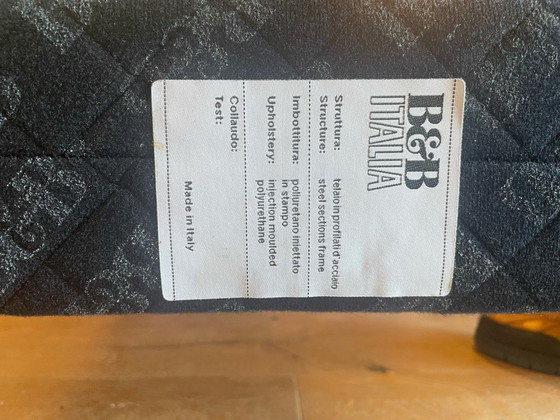 B&B
ITALIA
Struttura: telaio in profilati d'acciaio
Structure: steel sections frame
Imbottitura: poliuretano iniettato
in stampo
Upholstery: injection moulded
polyurethane
Collaudo:
Test:
Made in Italy